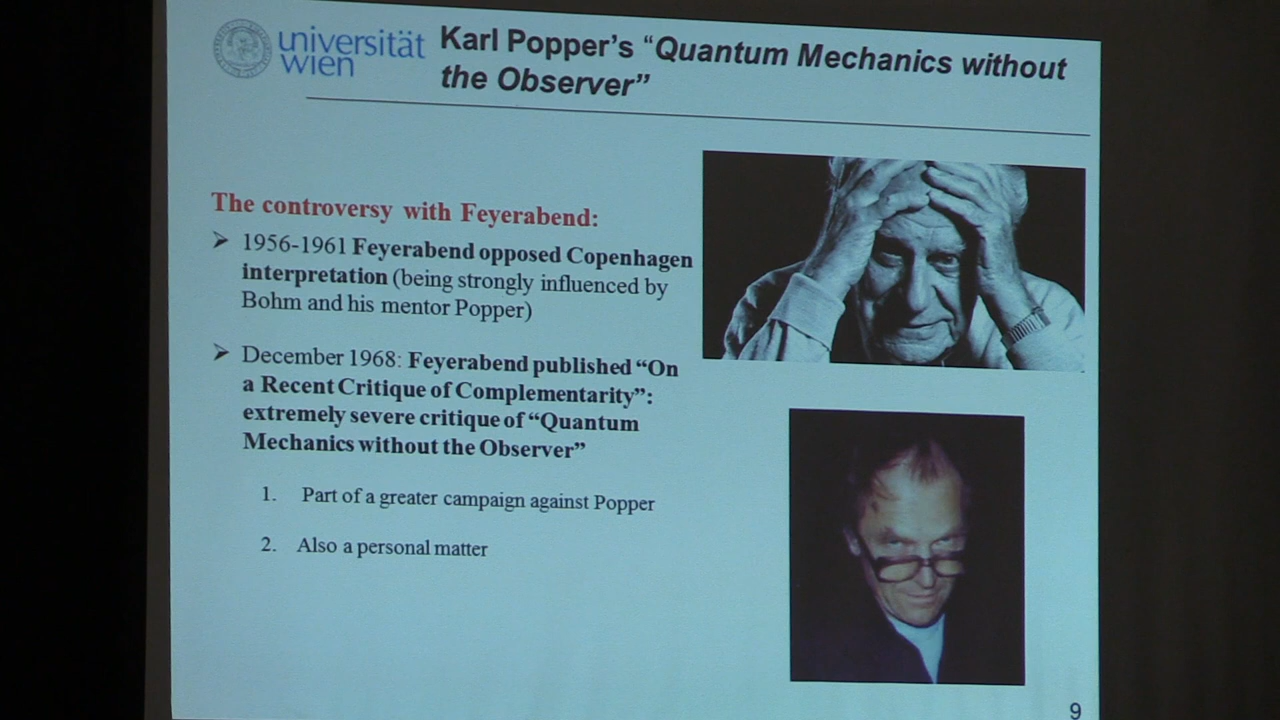 universität
wien
Karl Popper's “Quantum Mechanics without
the Observer”
The controversy with Feyerabend:
➢ 1956-1961 Feyerabend opposed Copenhagen
interpretation (being strongly influenced by
Bohm and his mentor Popper)
➢ December 1968: Feyerabend published “On
a Recent Critique of Complementarity”:
extremely severe critique of “Quantum
Mechanics without the Observer”
1. Part of a greater campaign against Popper
2. Also a personal matter
9